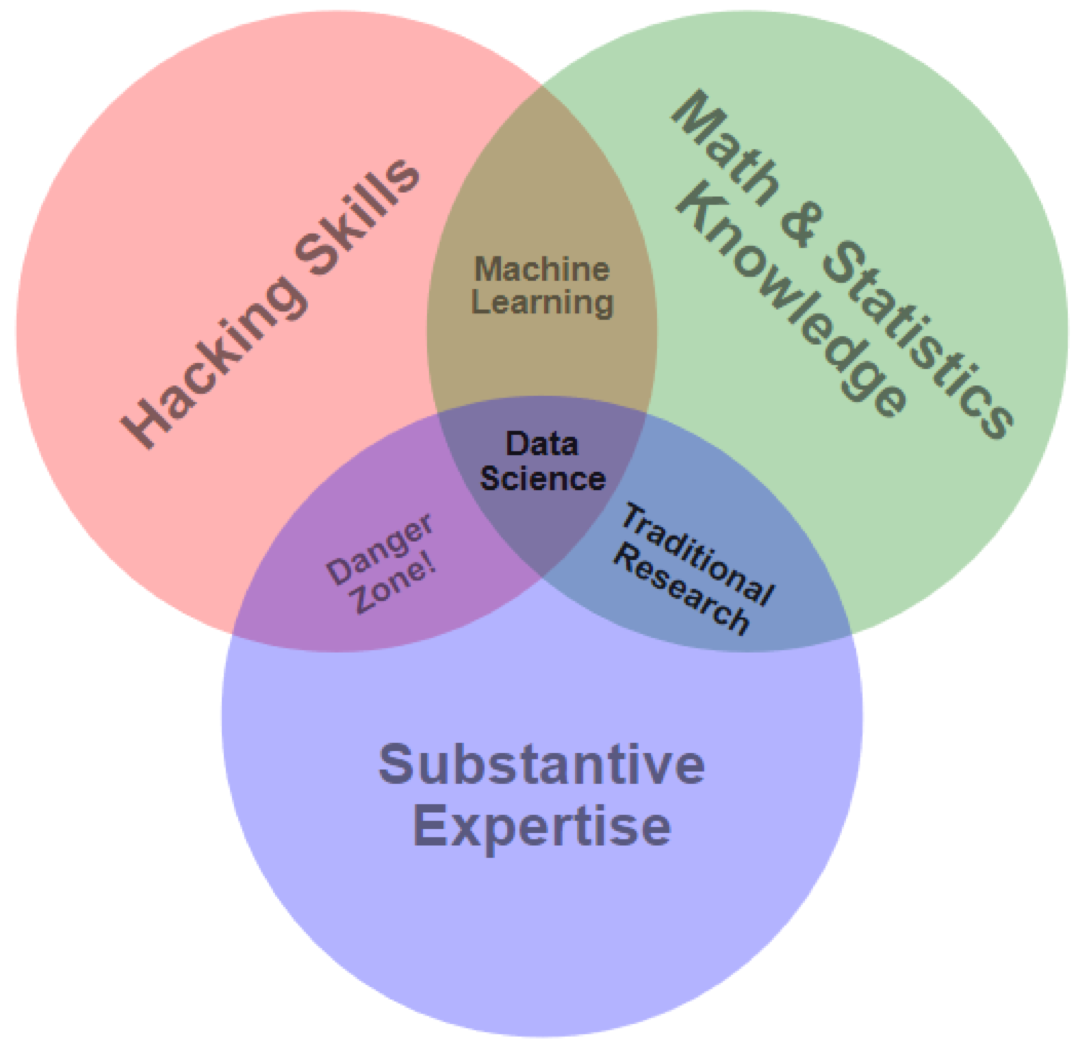 Hacking Skills
Math & Statistics
Knowledge
Machine
Learning
Data
Science
Danger
Zone!
Traditional
Research
Substantive
Expertise